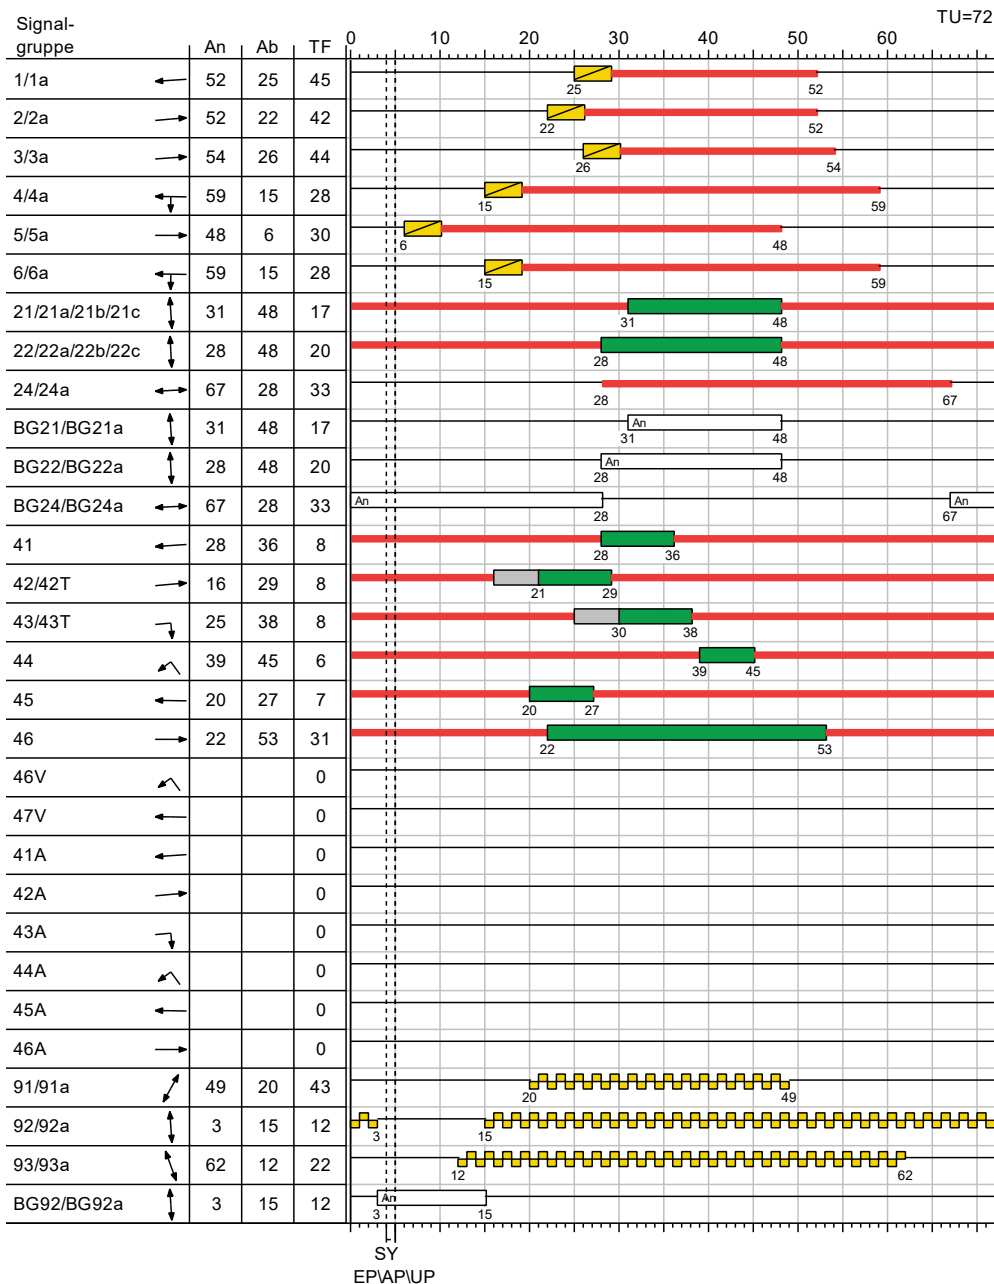 TU=72
Signal-
gruppe An Ab TF 0 10 20 30 40 50 60
1/1a 52 25 45 25 52
2/2a 52 22 42 22 52
3/3a 54 26 44 26 54
4/4a 59 15 28 15 59
5/5a 48 6 30 6 48
6/6a 59 15 28 15 59
21/21a/21b/21c 31 48 17 31 48
22/22a/22b/22c 28 48 20 28 48
24/24a 67 28 33 28 67
BG21/BG21a 31 48 17 An 31 48
BG22/BG22a 28 48 20 An 28 48
BG24/BG24a 67 28 33 An 28 67 An
41 28 36 8 28 36
42/42T 16 29 8 21 29
43/43T 25 38 8 30 38
44 39 45 6 39 45
45 20 27 7 20 27
46 22 53 31 22 53
46V 0
47V 0
41A 0
42A 0
43A 0
44A 0
45A 0
46A 0
91/91a 49 20 43 20 49
92/92a 3 15 12 3 15
93/93a 62 12 22 12 62
BG92/BG92a 3 15 12 An 3 15
SY
EP\AP\UP